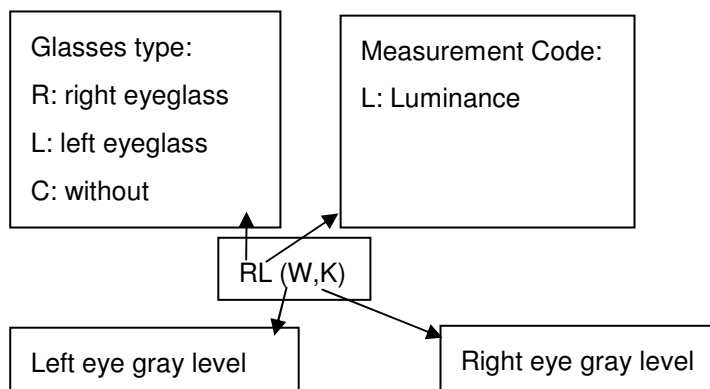 Glasses type:
R: right eyeglass
L: left eyeglass
C: without
Measurement Code:
L: Luminance
RL (W,K)
Left eye gray level
Right eye gray level